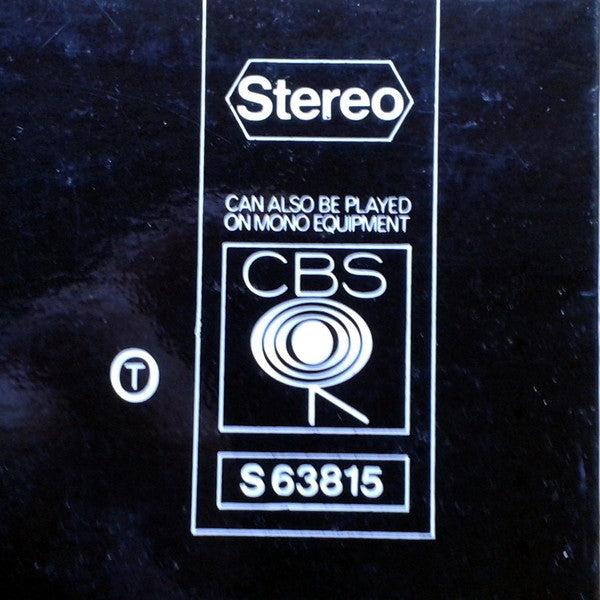 Stereo
CAN ALSO BE PLAYED
ON MONO EQUIPMENT
CBS
T
S 63815